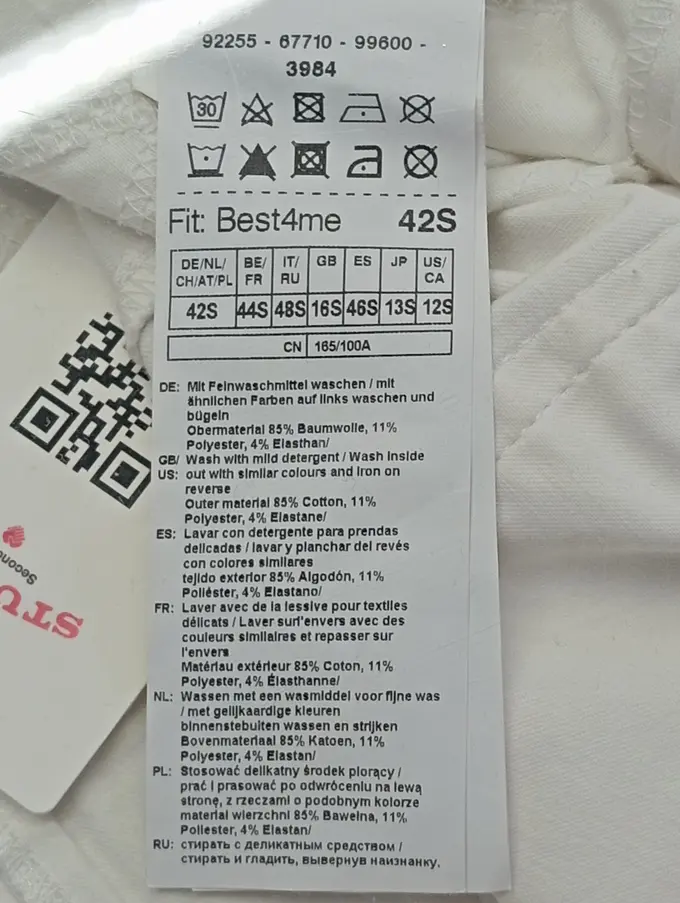 92255 - 67710 - 99600 -
3984
30
Fit: Best4me 42S
DE/NL/ CH/AT/PL BE/ FR IT/ RU GB ES JP US/ CA
42S 44S 48S 16S 46S 13S 12S
CN 165/100A
DE: Mit Feinwaschmittel waschen / mit
ähnlichen Farben auf links waschen und
bügeln
Obermaterial 85% Baumwolle, 11%
Polyester, 4% Elasthan/
GB/ Wash with mild detergent / Wash inside
US: out with similar colours and iron on
reverse
Outer material 85% Cotton, 11%
Polyester, 4% Elastane/
ES: Lavar con detergente para prendas
delicadas / lavar y planchar del revés
con colores similares
tejido exterior 85% Algodón, 11%
Poliéster, 4% Elastano/
FR: Laver avec de la lessive pour textiles
délicats / Laver surl'envers avec des
couleurs similaires et repasser sur
l'envers
Matériau extérieur 85% Coton, 11%
Polyester, 4% Élasthanne/
NL: Wassen met een wasmiddel voor fijne was
/ met gelijkaardige kleuren
binnenstebuiten wassen en strijken
Bovenmateriaal 85% Katoen, 11%
Polyester, 4% Elastan/
PL: Stosować delikatny środek piorący /
prać i prasować po odwróceniu na lewą
stronę, z rzeczami o podobnym kolorze
materiał wierzchni 85% Bawełna, 11%
Poliester, 4% Elastan/
RU: стирать с деликатным средством /
стирать и гладить, вывернув наизнанку.
Second
STU